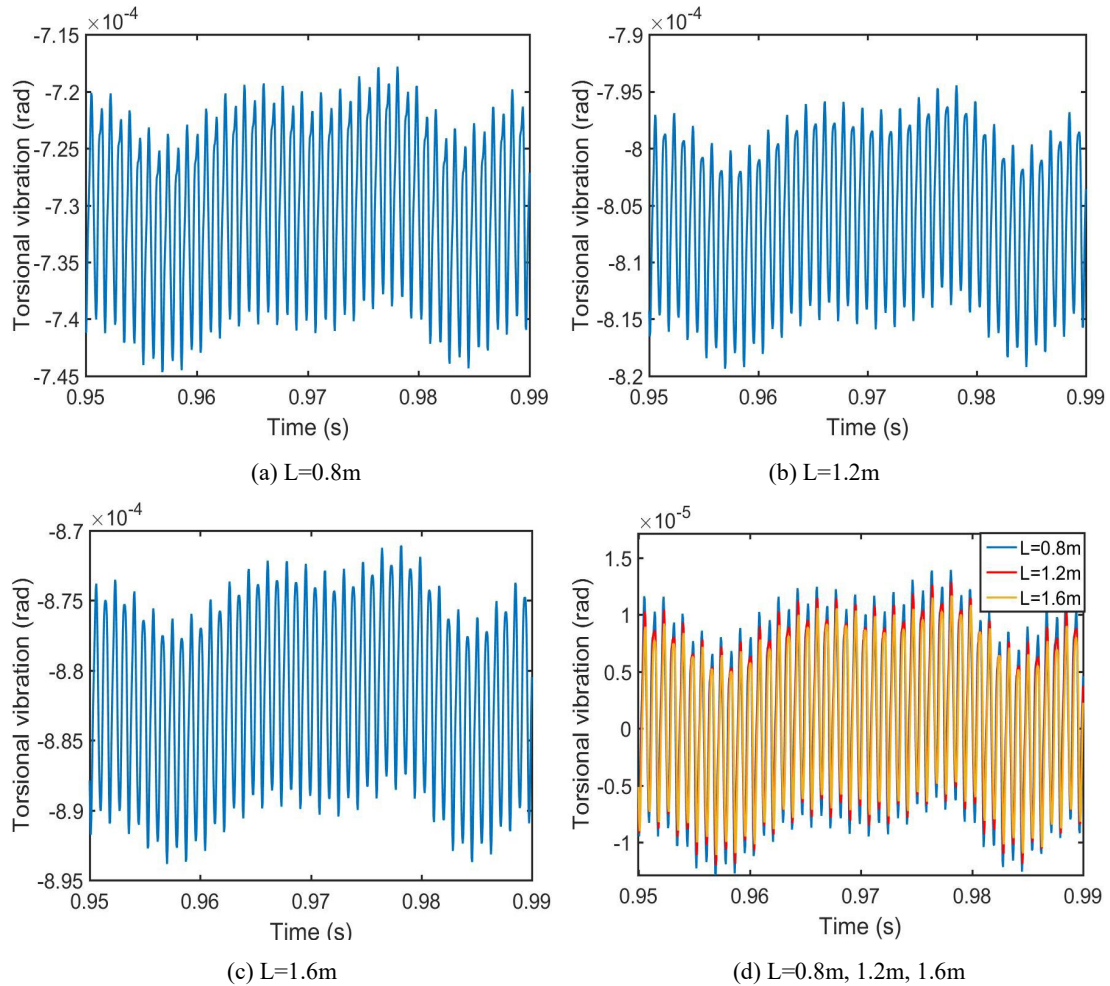 ×10⁻⁴
-7.15
-7.2
-7.25
-7.3
-7.35
-7.4
-7.45
Torsional vibration (rad)
0.95 0.96 0.97 0.98 0.99
Time (s)
(a) L=0.8m
×10⁻⁴
-7.9
-7.95
-8
-8.05
-8.1
-8.15
-8.2
Torsional vibration (rad)
0.95 0.96 0.97 0.98 0.99
Time (s)
(b) L=1.2m
×10⁻⁴
-8.7
-8.75
-8.8
-8.85
-8.9
-8.95
Torsional vibration (rad)
0.95 0.96 0.97 0.98 0.99
Time (s)
(c) L=1.6m
×10⁻⁵
1.5
1
0.5
0
-0.5
-1
Torsional vibration (rad)
L=0.8m
L=1.2m
L=1.6m
0.95 0.96 0.97 0.98 0.99
Time (s)
(d) L=0.8m, 1.2m, 1.6m